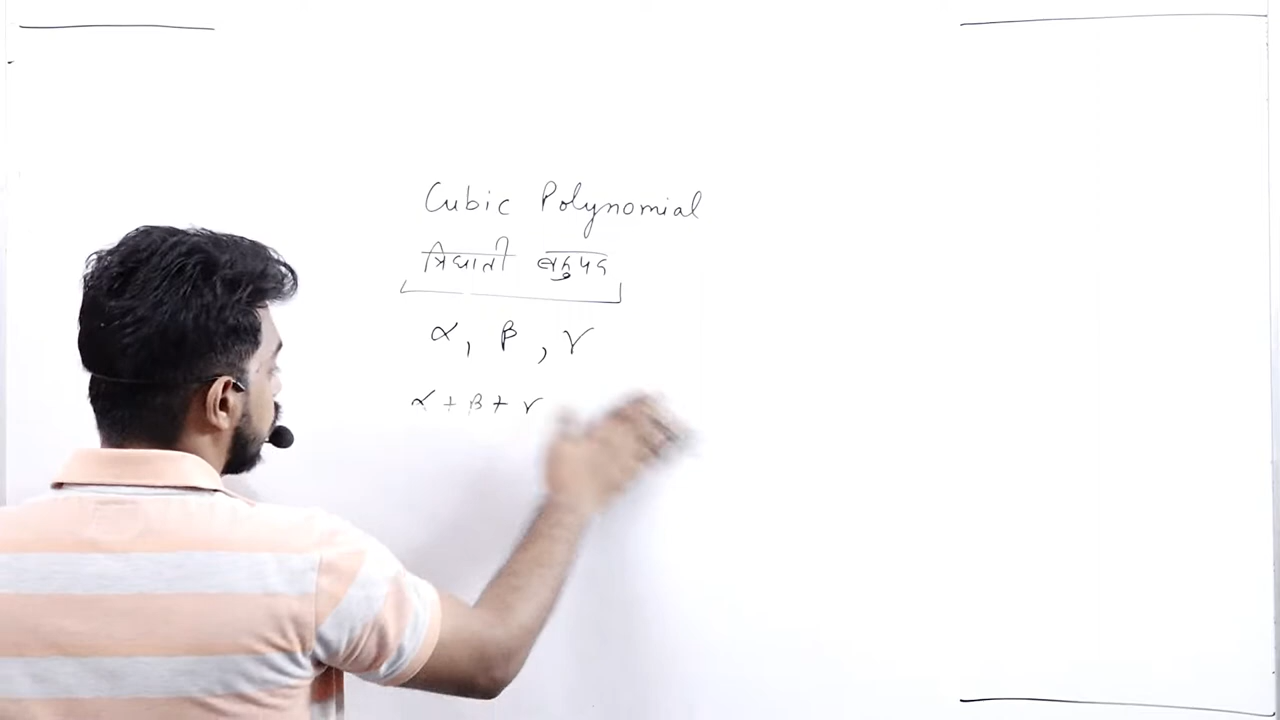 Cubic Polynomial
त्रिघाती बहुपद
α, β, γ
α + β + γ